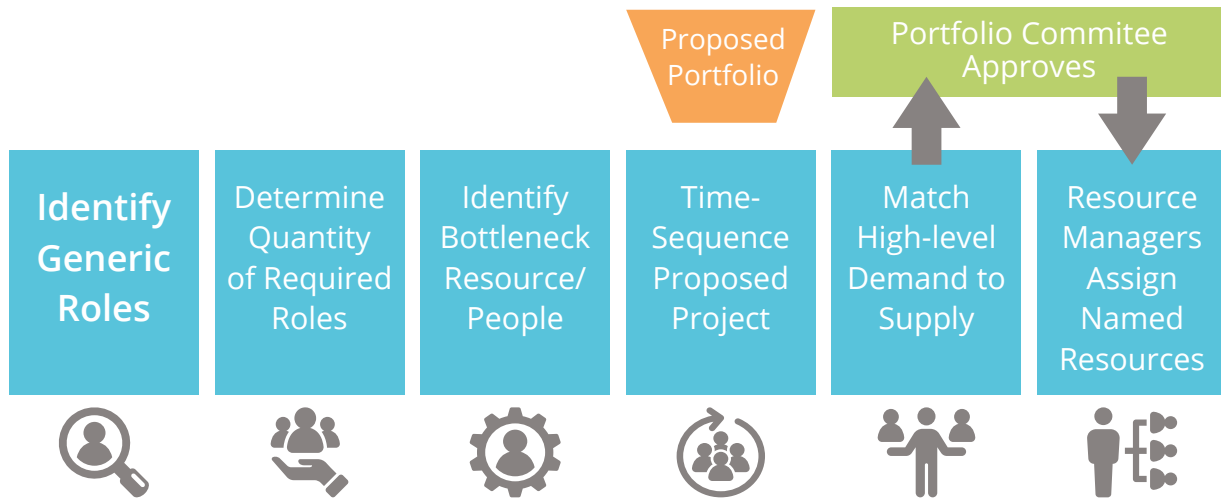 Proposed
Portfolio
Portfolio Commitee
Approves
Identify
Generic
Roles
Determine
Quantity
of Required
Roles
Identify
Bottleneck
Resource/
People
Time-
Sequence
Proposed
Project
Match
High-level
Demand to
Supply
Resource
Managers
Assign
Named
Resources